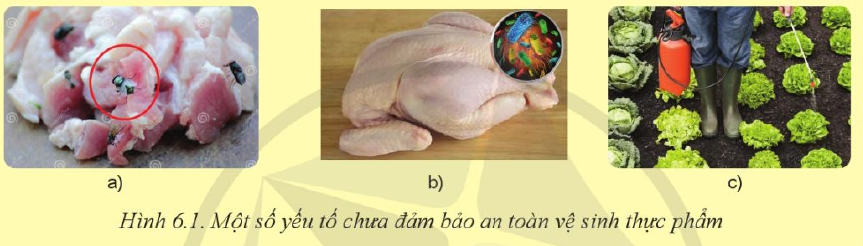 a)
b)
c)
Hình 6.1. Một số yếu tố chưa đảm bảo an toàn vệ sinh thực phẩm